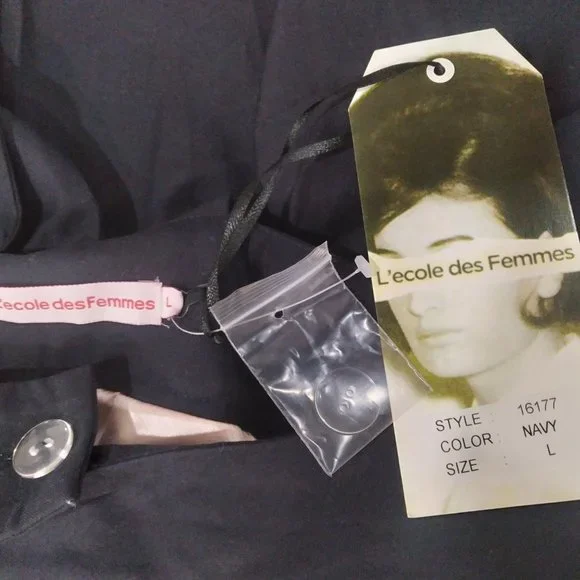 L'ecole des Femmes
L'ecole des Femmes L
STYLE : 16177
COLOR : NAVY
SIZE : L